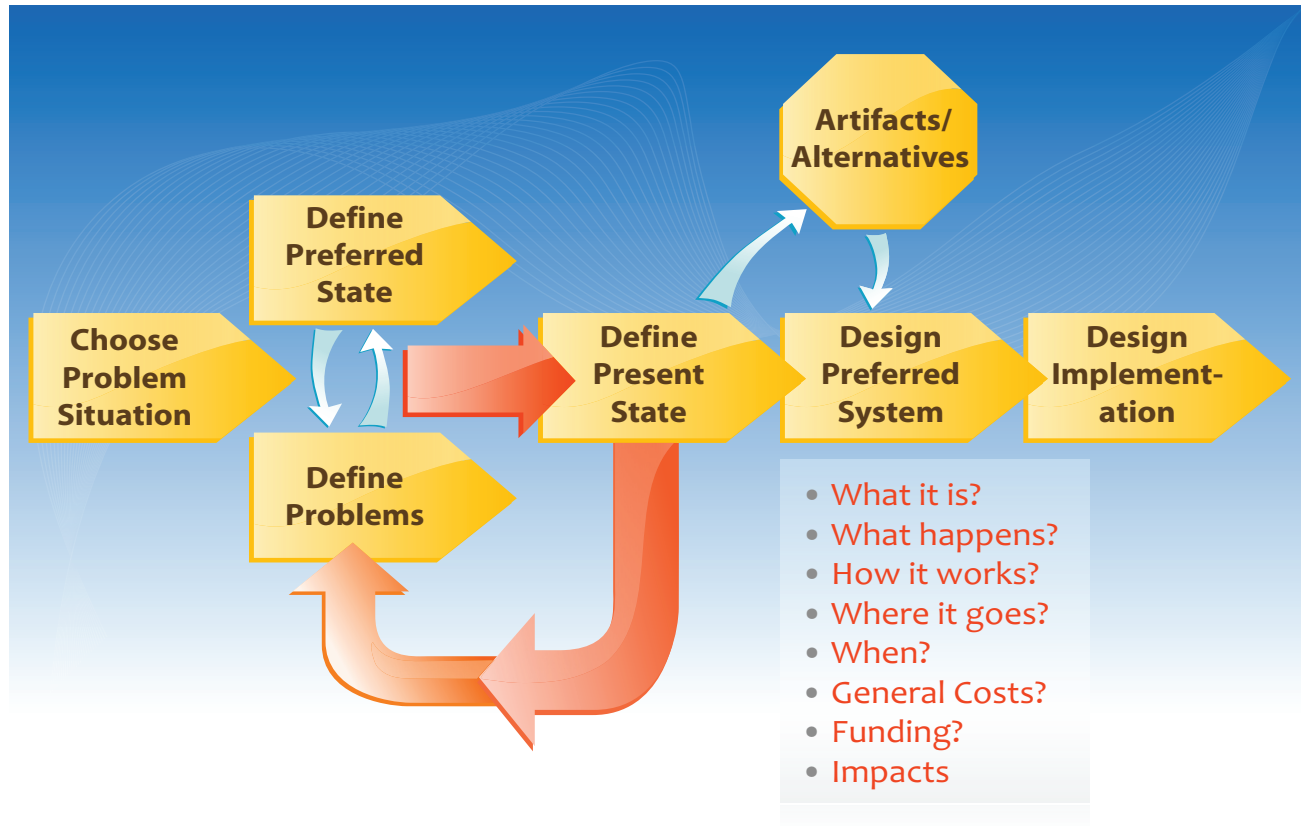 Artifacts/
Alternatives
Define
Preferred
State
Choose
Problem
Situation
Define
Present
State
Design
Preferred
System
Design
Implement-
ation
Define
Problems
• What it is?
• What happens?
• How it works?
• Where it goes?
• When?
• General Costs?
• Funding?
• Impacts